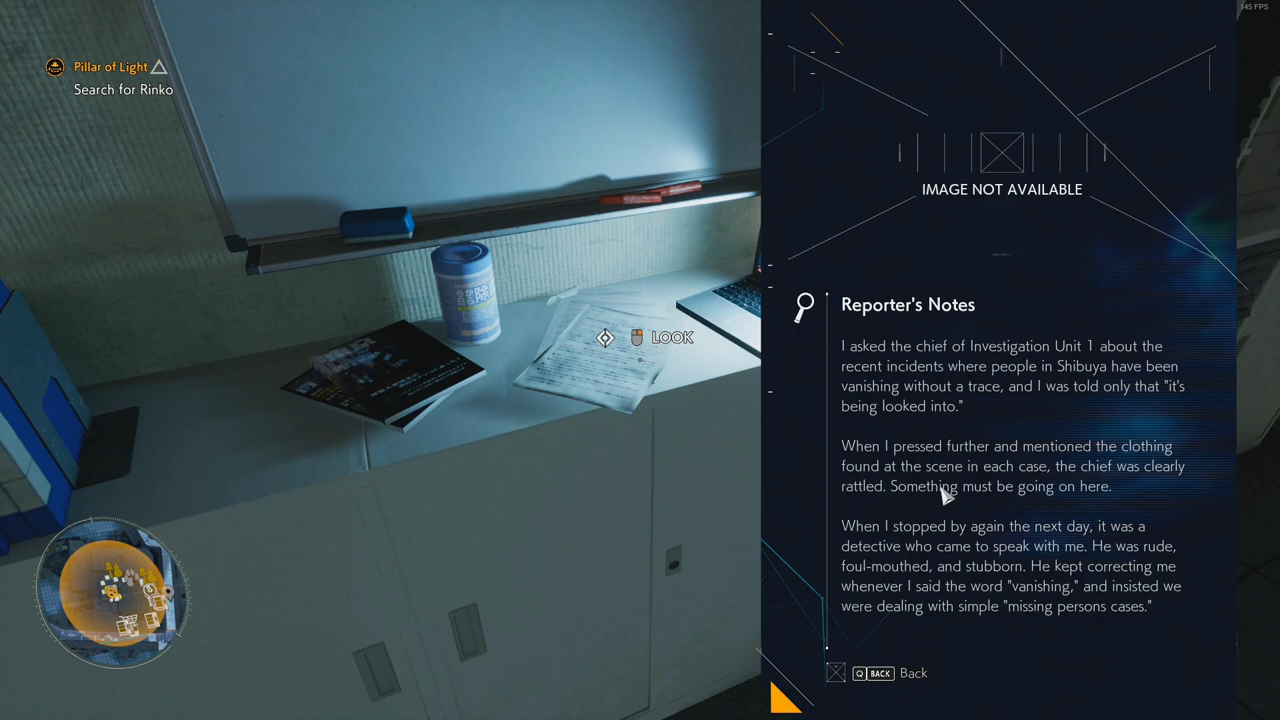 145 FPS
Pillar of Light
Search for Rinko
LOOK
IMAGE NOT AVAILABLE
Reporter's Notes
I asked the chief of Investigation Unit 1 about the
recent incidents where people in Shibuya have been
vanishing without a trace, and I was told only that "it's
being looked into."
When I pressed further and mentioned the clothing
found at the scene in each case, the chief was clearly
rattled. Something must be going on here.
When I stopped by again the next day, it was a
detective who came to speak with me. He was rude,
foul-mouthed, and stubborn. He kept correcting me
whenever I said the word "vanishing," and insisted we
were dealing with simple "missing persons cases."
Q BACK Back